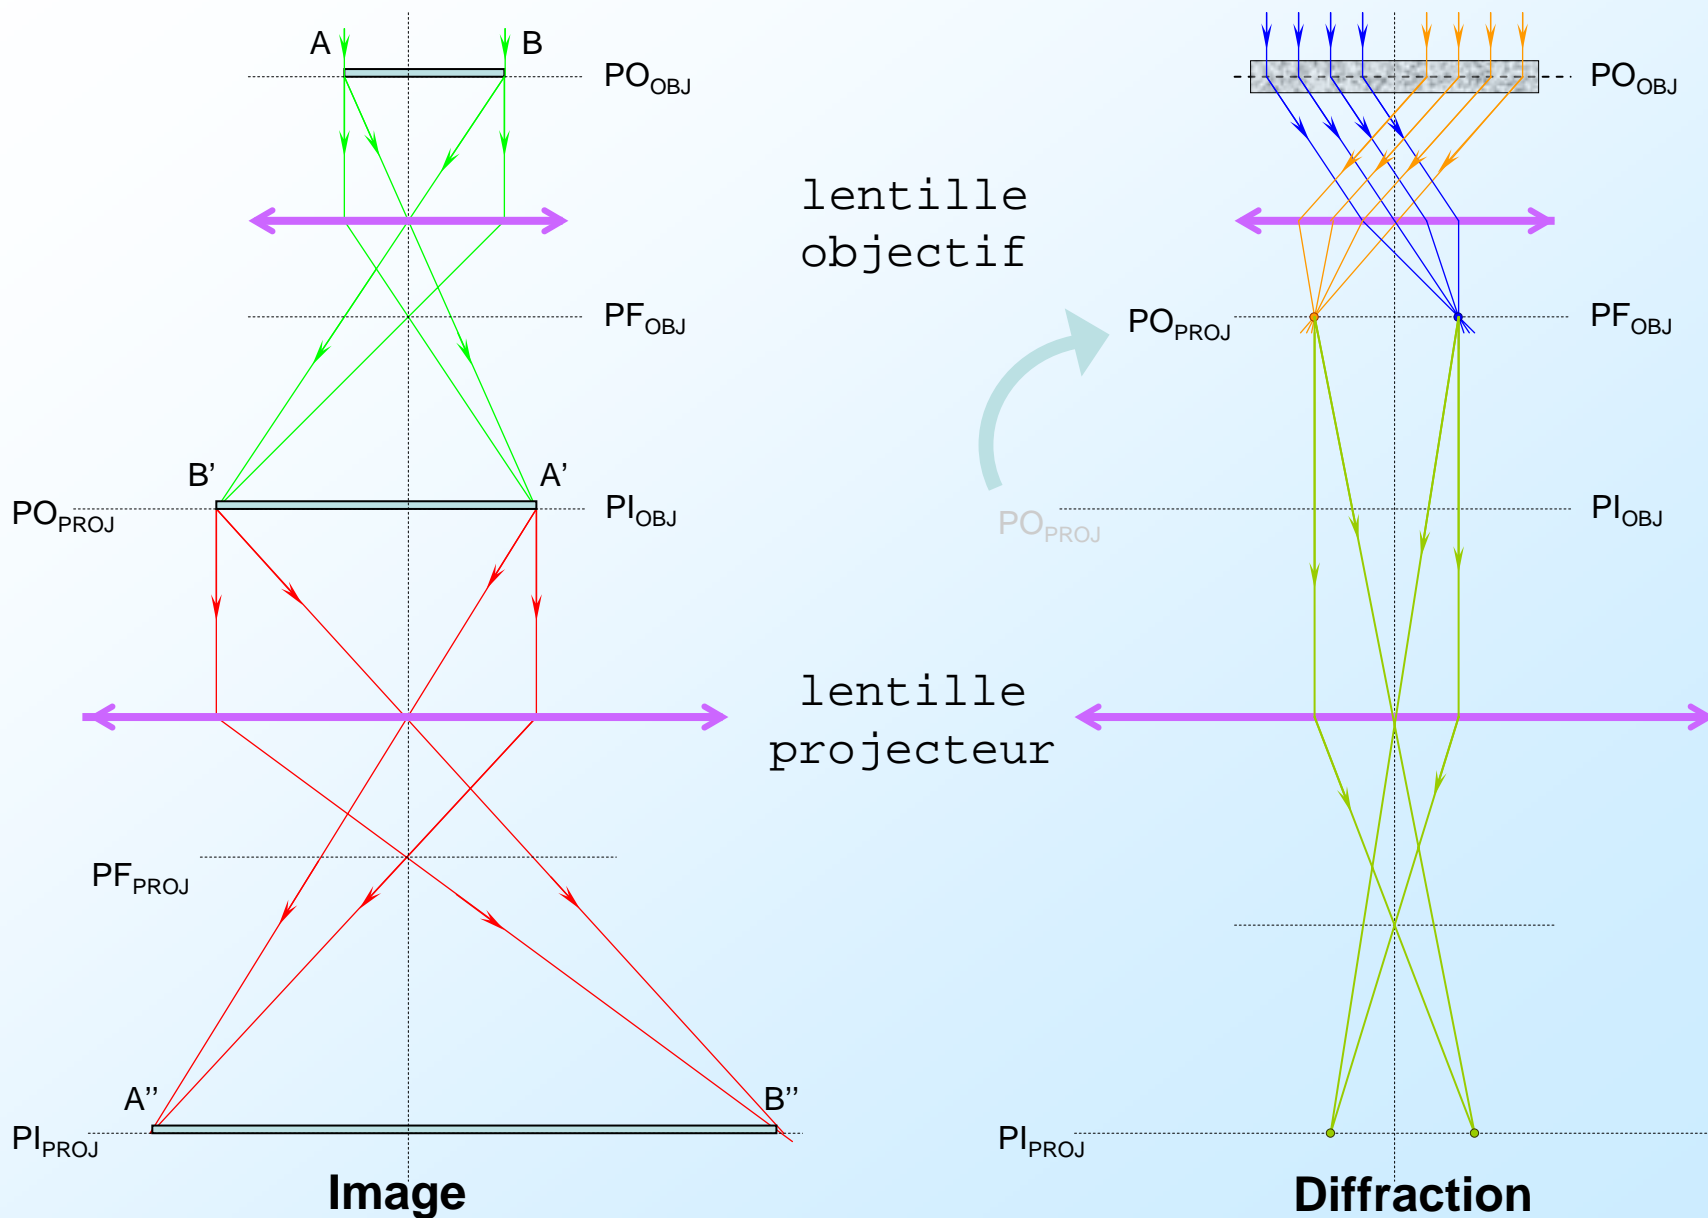 A
B
PO_OBJ
PF_OBJ
B’
A’
PO_PROJ
PI_OBJ
PF_PROJ
A’’
B’’
PI_PROJ
Image
lentille
objectif
lentille
projecteur
PO_OBJ
PO_PROJ
PF_OBJ
PO_PROJ
PI_OBJ
PI_PROJ
Diffraction